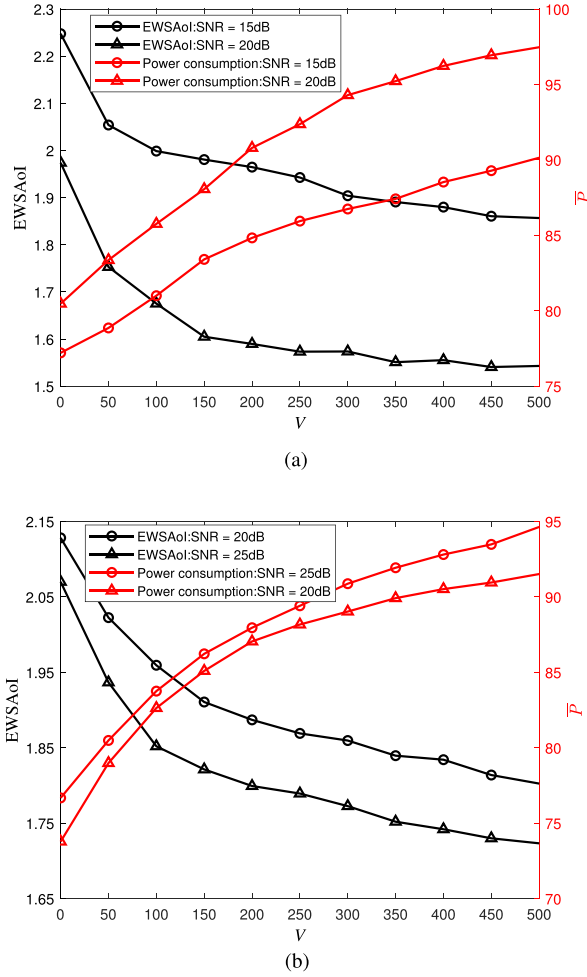 2.3
2.2
2.1
2
1.9
1.8
1.7
1.6
1.5
EWSAoI
EWSAoI:SNR = 15dB
EWSAoI:SNR = 20dB
Power consumption:SNR = 15dB
Power consumption:SNR = 20dB
100
95
90
85
80
75
P̅
0 50 100 150 200 250 300 350 400 450 500
V
(a)
2.15
2.05
1.95
1.85
1.75
1.65
EWSAoI
EWSAoI:SNR = 20dB
EWSAoI:SNR = 25dB
Power consumption:SNR = 25dB
Power consumption:SNR = 20dB
95
90
85
80
75
70
P̅
0 50 100 150 200 250 300 350 400 450 500
V
(b)